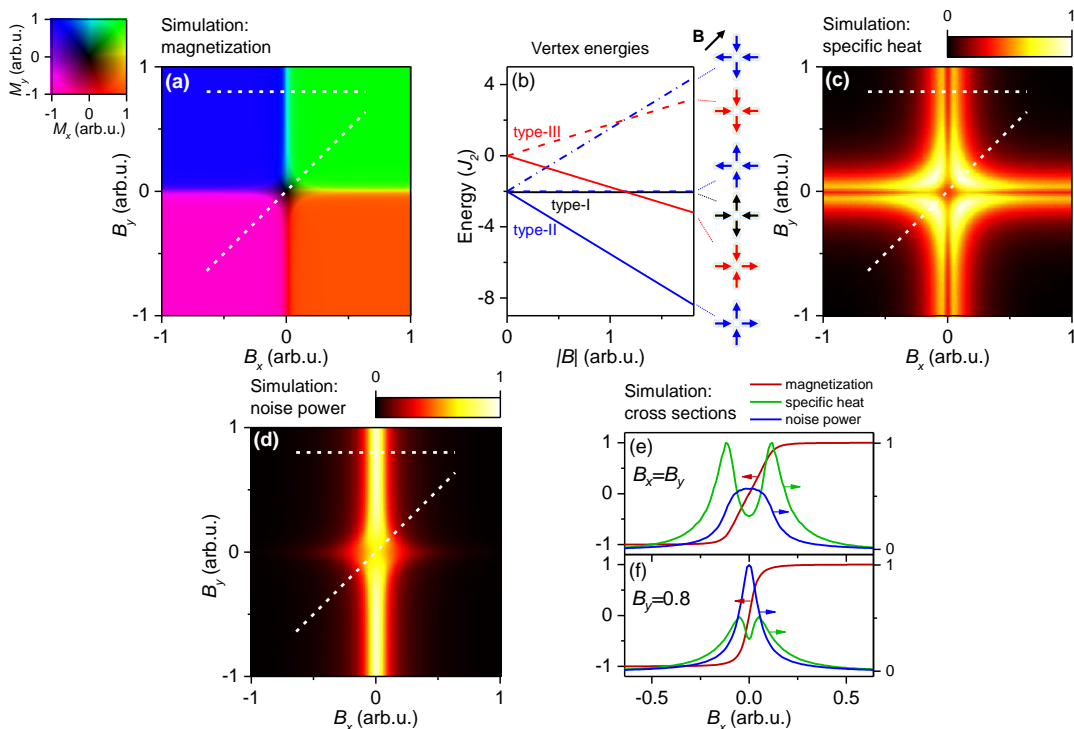 1
0
-1
M_y (arb.u.)
-1 0 1
M_x (arb.u.)
Simulation:
magnetization
(a)
1
0
-1
B_y (arb.u.)
-1 0 1
B_x (arb.u.)
Vertex energies
B
(b)
4
0
-4
-8
Energy (J_2)
type-III
type-I
type-II
0 1
|B| (arb.u.)
Simulation:
specific heat
0 1
(c)
1
0
-1
B_y (arb.u.)
-1 0 1
B_x (arb.u.)
Simulation:
noise power
0 1
(d)
1
0
-1
B_y (arb.u.)
-1 0 1
B_x (arb.u.)
Simulation:
cross sections
magnetization
specific heat
noise power
(e)
B_x=B_y
1
0
-1
1
0
(f)
B_y=0.8
1
0
-1
1
0
-0.5 0.0 0.5
B_x (arb.u.)